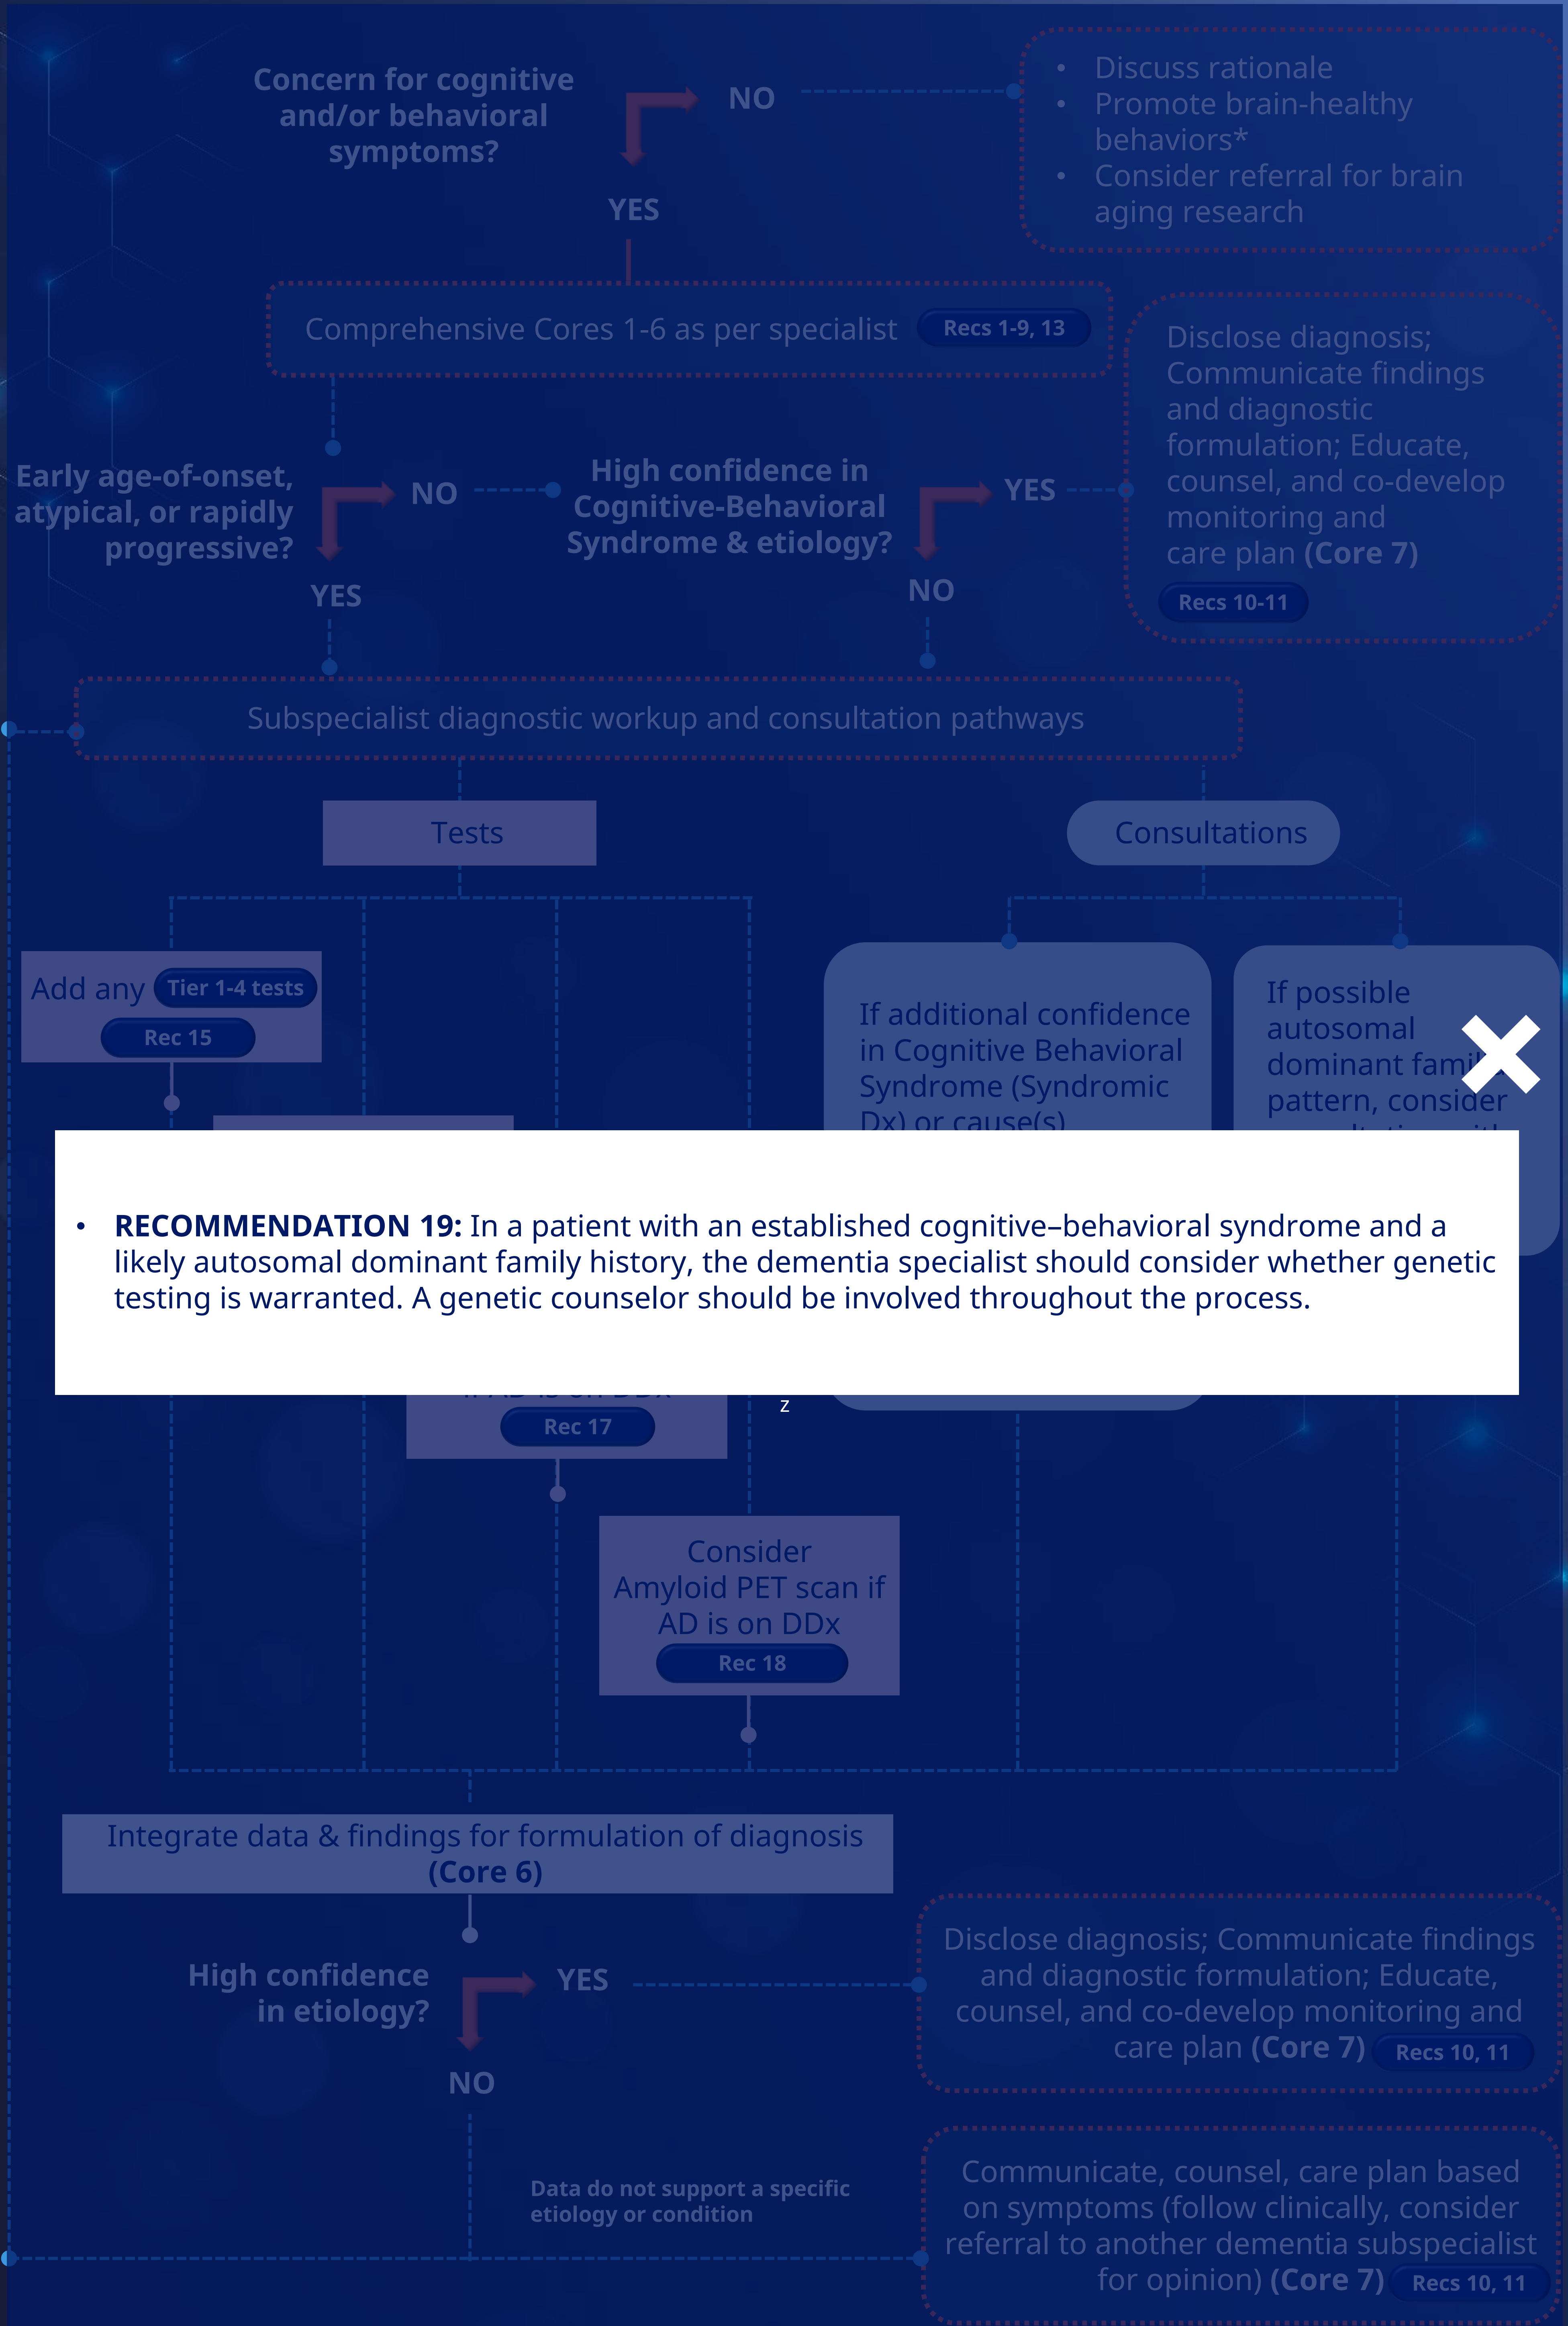 Concern for cognitive
and/or behavioral
symptoms?
NO
YES
• Discuss rationale
• Promote brain-healthy
behaviors*
• Consider referral for brain
aging research
Comprehensive Cores 1-6 as per specialist
Recs 1-9, 13
Disclose diagnosis;
Communicate findings
and diagnostic
formulation; Educate,
counsel, and co-develop
monitoring and
care plan (Core 7)
Recs 10-11
Early age-of-onset,
atypical, or rapidly
progressive?
NO
YES
High confidence in
Cognitive-Behavioral
Syndrome & etiology?
YES
NO
Subspecialist diagnostic workup and consultation pathways
Tests
Consultations
Add any Tier 1-4 tests
Rec 15
If additional confidence
in Cognitive Behavioral
Syndrome (Syndromic
Dx) or cause(s)
If possible
autosomal
dominant family
pattern, consider
• RECOMMENDATION 19: In a patient with an established cognitive–behavioral syndrome and a
likely autosomal dominant family history, the dementia specialist should consider whether genetic
testing is warranted. A genetic counselor should be involved throughout the process.
if AD is on DDx
z
Rec 17
Consider
Amyloid PET scan if
AD is on DDx
Rec 18
Integrate data & findings for formulation of diagnosis
(Core 6)
High confidence
in etiology?
YES
NO
Disclose diagnosis; Communicate findings
and diagnostic formulation; Educate,
counsel, and co-develop monitoring and
care plan (Core 7) Recs 10, 11
Data do not support a specific
etiology or condition
Communicate, counsel, care plan based
on symptoms (follow clinically, consider
referral to another dementia subspecialist
for opinion) (Core 7) Recs 10, 11